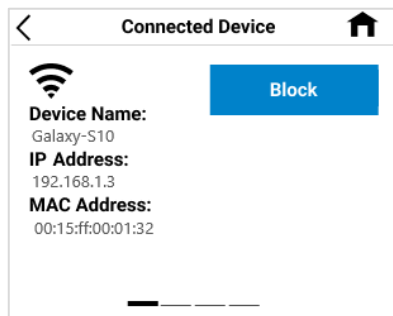 Connected Device
Block
Device Name:
Galaxy-S10
IP Address:
192.168.1.3
MAC Address:
00:15:ff:00:01:32